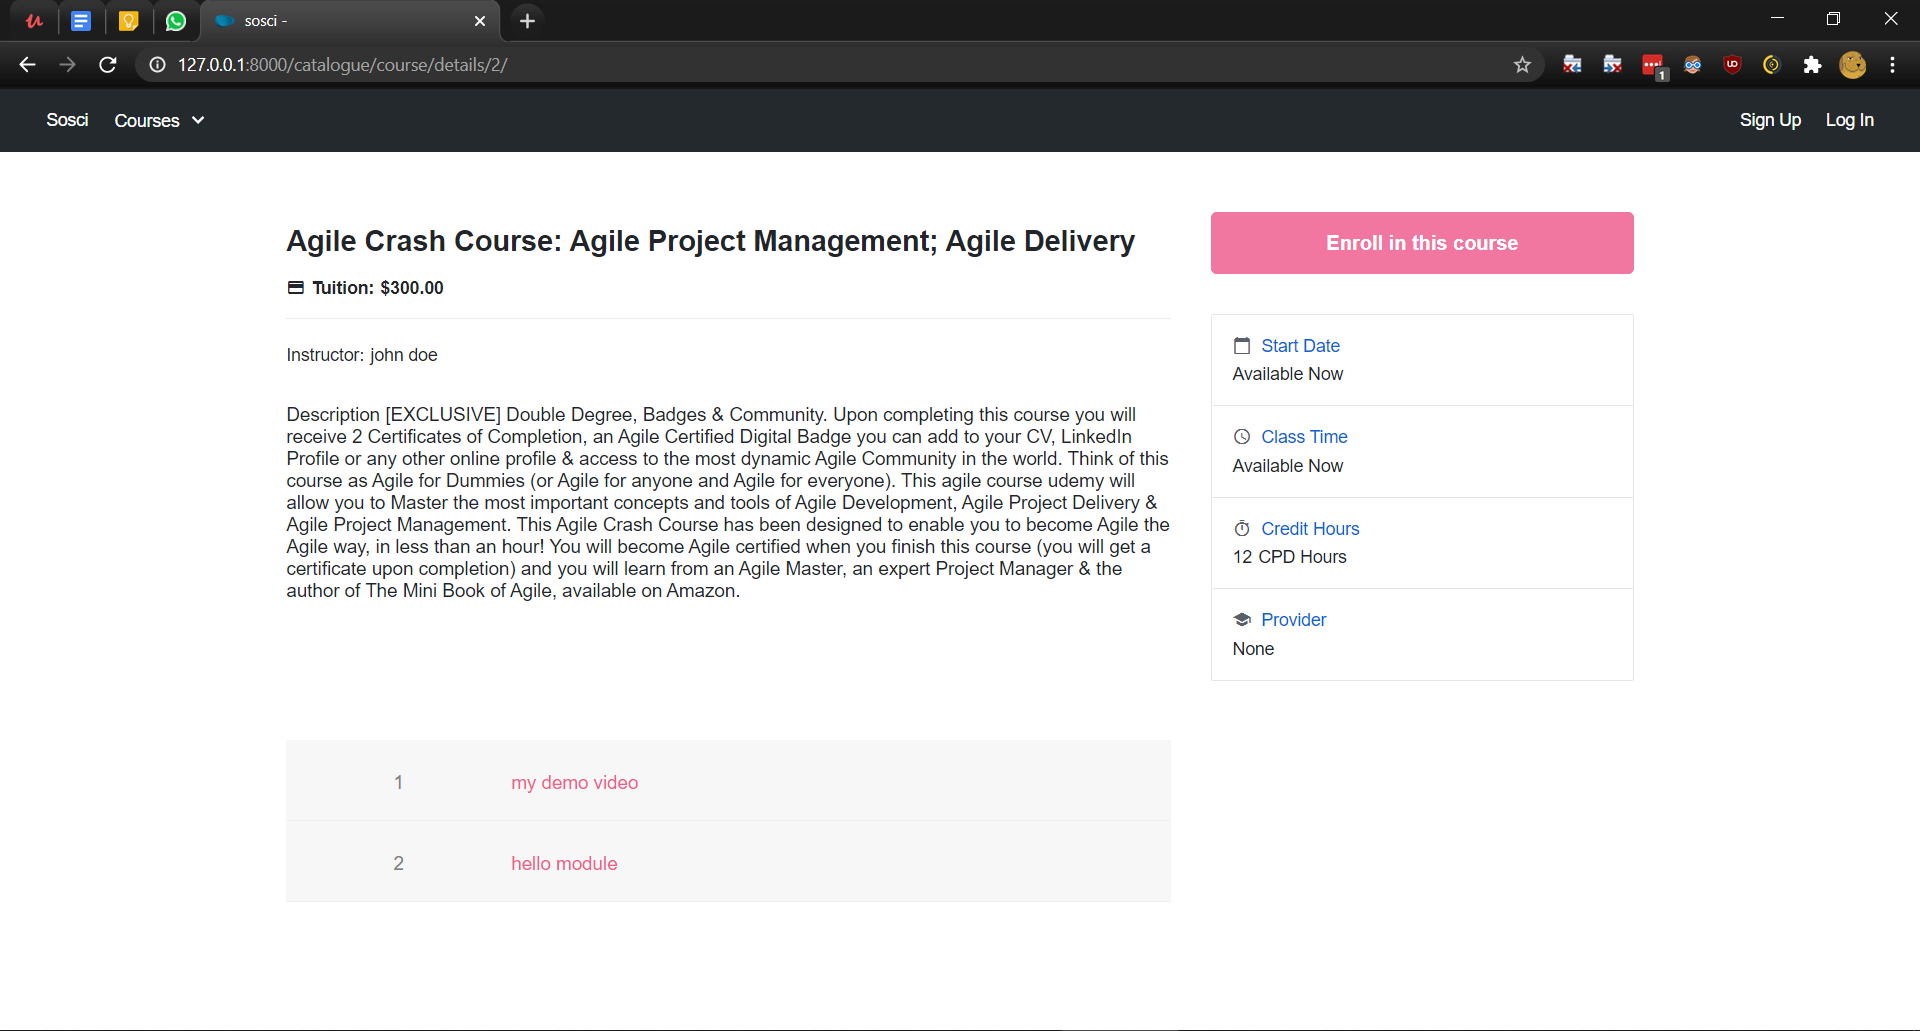 sosci -
127.0.0.1:8000/catalogue/course/details/2/
1
Sosci Courses Sign Up Log In
Agile Crash Course: Agile Project Management; Agile Delivery
Tuition: $300.00
Instructor: john doe
Description [EXCLUSIVE] Double Degree, Badges & Community. Upon completing this course you will
receive 2 Certificates of Completion, an Agile Certified Digital Badge you can add to your CV, LinkedIn
Profile or any other online profile & access to the most dynamic Agile Community in the world. Think of this
course as Agile for Dummies (or Agile for anyone and Agile for everyone). This agile course udemy will
allow you to Master the most important concepts and tools of Agile Development, Agile Project Delivery &
Agile Project Management. This Agile Crash Course has been designed to enable you to become Agile the
Agile way, in less than an hour! You will become Agile certified when you finish this course (you will get a
certificate upon completion) and you will learn from an Agile Master, an expert Project Manager & the
author of The Mini Book of Agile, available on Amazon.
Enroll in this course
Start Date
Available Now
Class Time
Available Now
Credit Hours
12 CPD Hours
Provider
None
1 my demo video
2 hello module